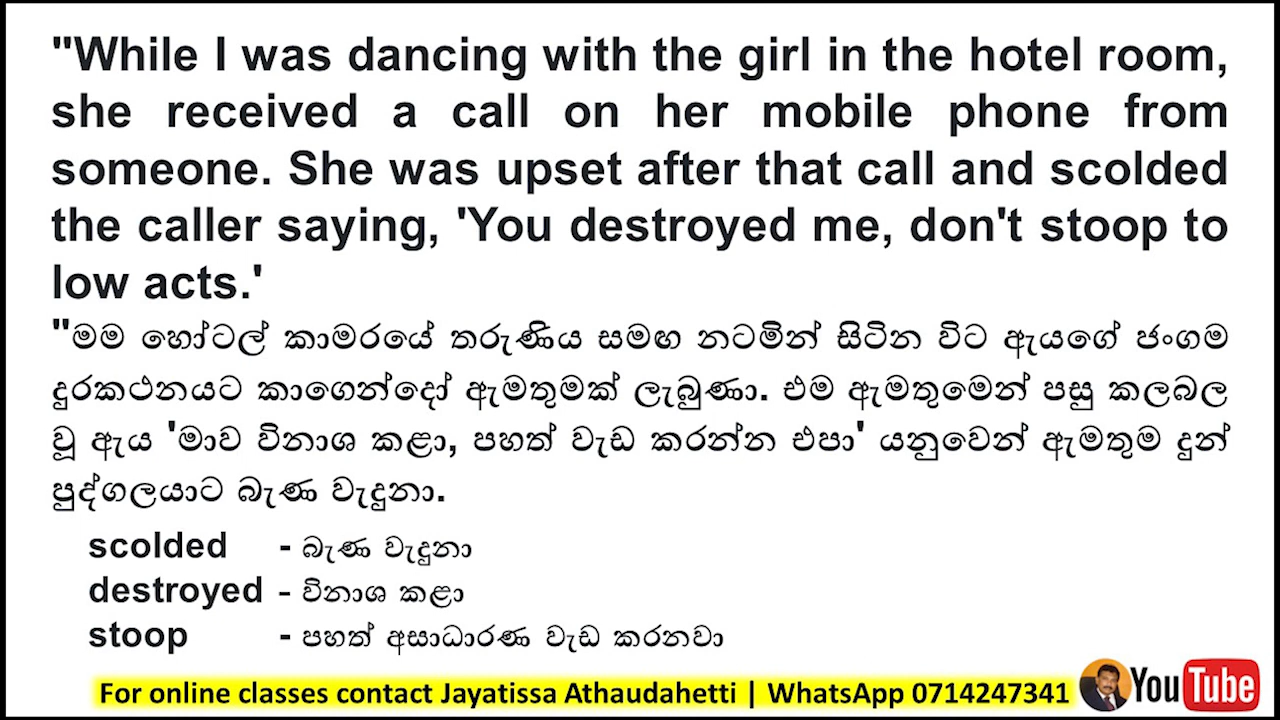 "While I was dancing with the girl in the hotel room,
she received a call on her mobile phone from
someone. She was upset after that call and scolded
the caller saying, 'You destroyed me, don't stoop to
low acts.'
"මම හෝටල් කාමරයේ තරුණිය සමඟ නටමින් සිටින විට ඇයගේ ජංගම
දුරකථනයට කාගෙන්දෝ ඇමතුමක් ලැබුණා. එම ඇමතුමෙන් පසු කලබල
වූ ඇය 'මාව විනාශ කළා, පහත් වැඩ කරන්න එපා' යනුවෙන් ඇමතුම දුන්
පුද්ගලයාට බැණ වැදුනා.
scolded - බැණ වැදුනා
destroyed - විනාශ කළා
stoop - පහත් අසාධාරණ වැඩ කරනවා
For online classes contact Jayatissa Athaudahetti | WhatsApp 0714247341 YouTube